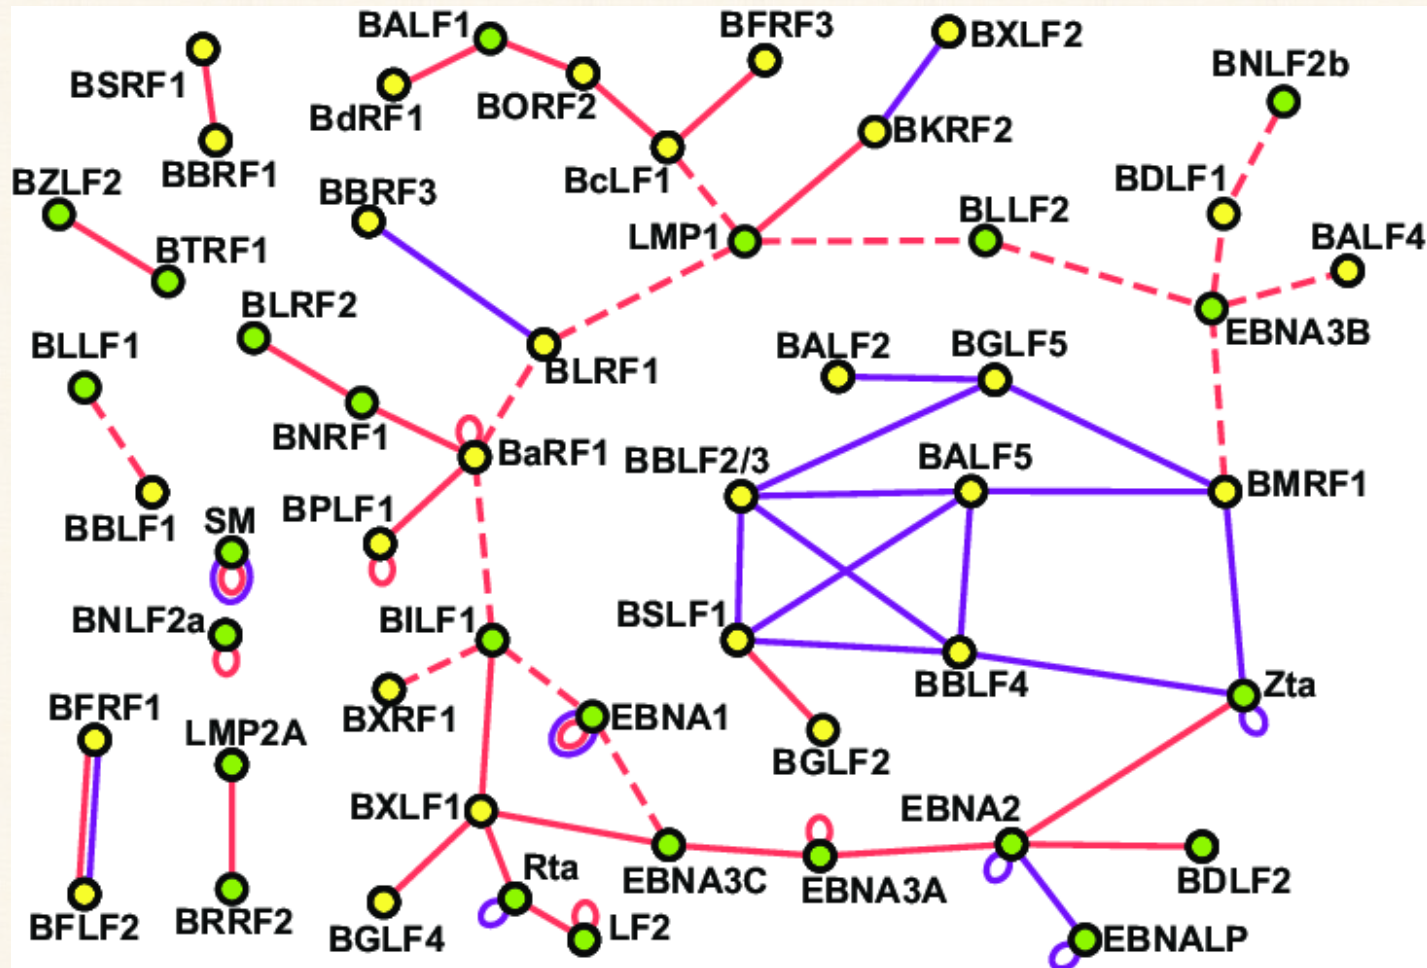 BALF1
BFRF3
BXLF2
BSRF1
BNLF2b
BdRF1
BORF2
BKRF2
BBRF1
BZLF2
BBRF3
BcLF1
BDLF1
BLLF2
LMP1
BALF4
BTRF1
BLRF2
EBNA3B
BLLF1
BALF2
BGLF5
BLRF1
BNRF1
BaRF1
BBLF2/3
BALF5
BMRF1
BPLF1
BBLF1
SM
BNLF2a
BILF1
BSLF1
BBLF4
Zta
BFRF1
LMP2A
BXRF1
EBNA1
BGLF2
BXLF1
EBNA2
Rta
EBNA3C
EBNA3A
BDLF2
BFLF2
BRRF2
BGLF4
LF2
EBNALP